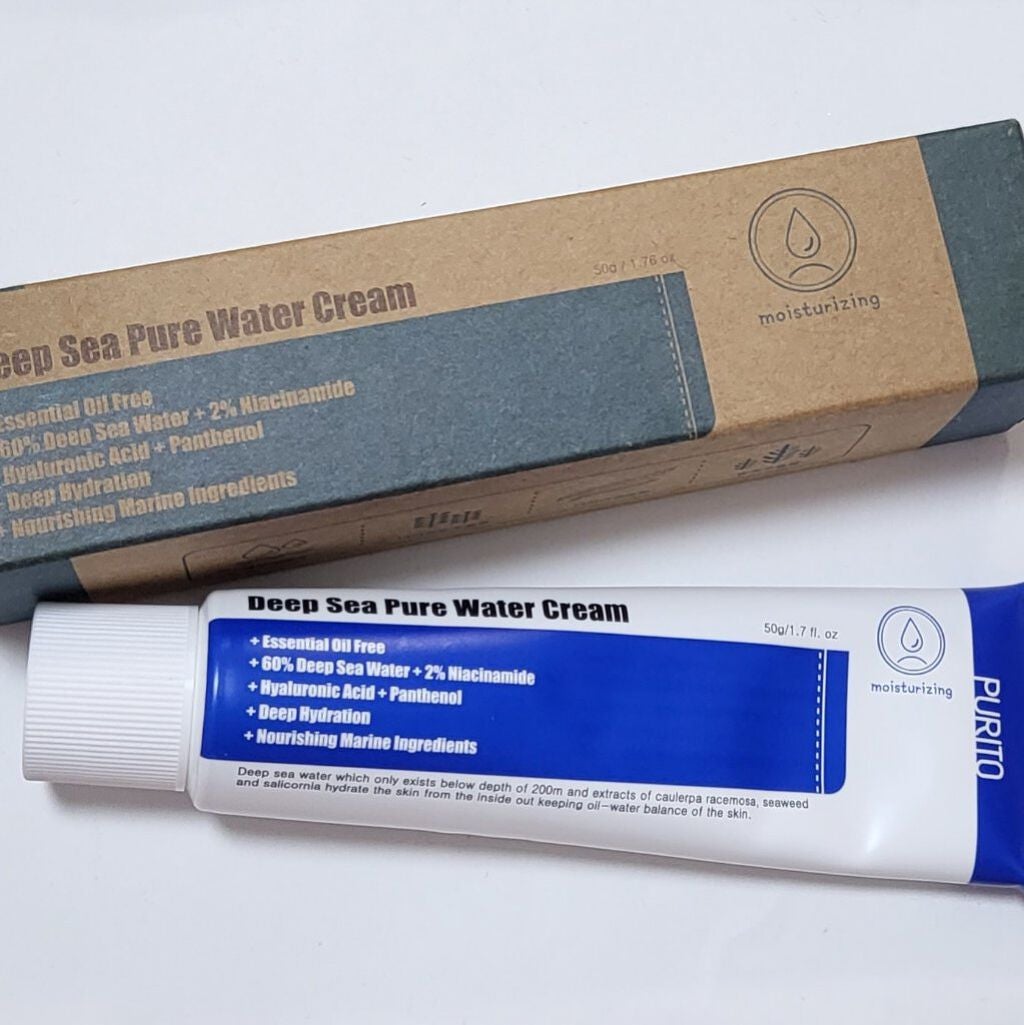 50g / 1.76 oz
Deep Sea Pure Water Cream
Essential Oil Free
60% Deep Sea Water + 2% Niacinamide
Hyaluronic Acid + Panthenol
Deep Hydration
+ Nourishing Marine Ingredients
moisturizing
Deep Sea Pure Water Cream
50g/1.7 fl. oz
+ Essential Oil Free
+ 60% Deep Sea Water + 2% Niacinamide
+ Hyaluronic Acid + Panthenol
+ Deep Hydration
+ Nourishing Marine Ingredients
Deep sea water which only exists below depth of 200m and extracts of caulerpa racemosa, seaweed
and salicornia hydrate the skin from the inside out keeping oil-water balance of the skin.
moisturizing
PURITO